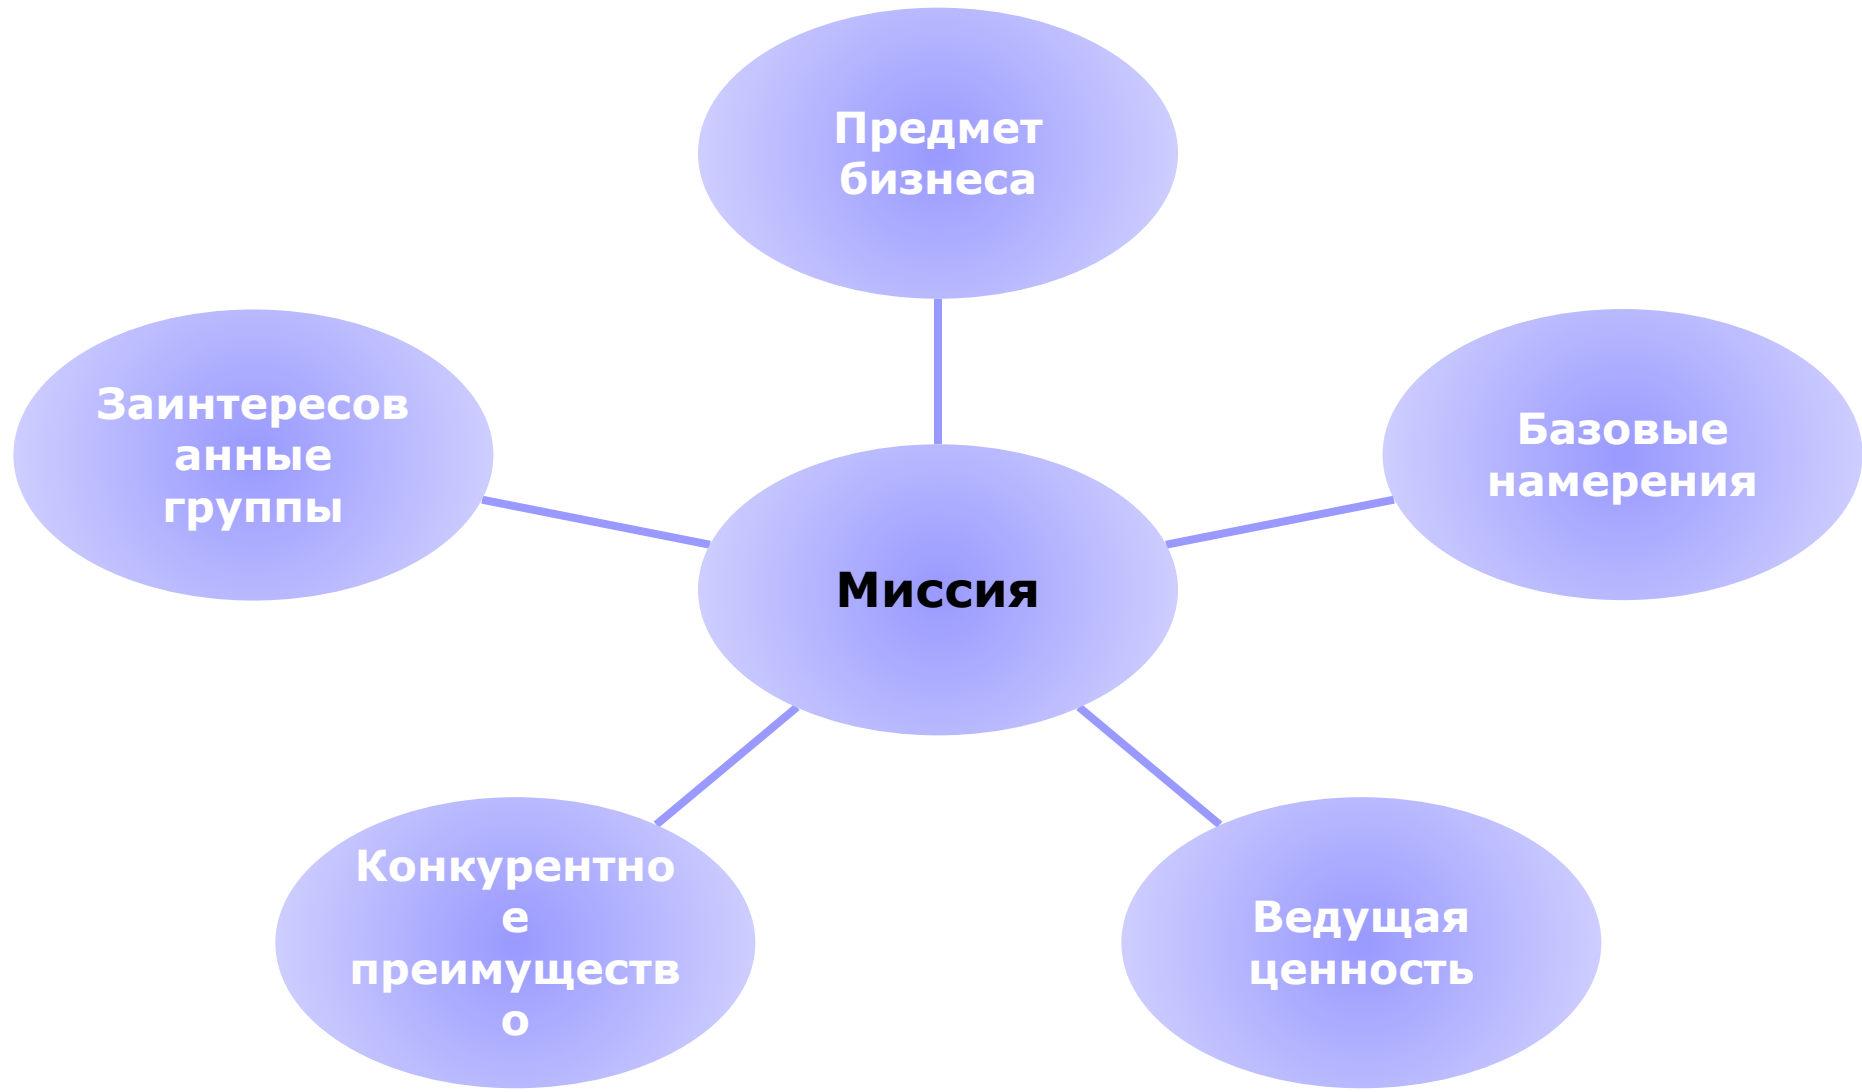 Предмет
бизнеса
Заинтересов
анные
группы
Базовые
намерения
Миссия
Конкурентно
е
преимуществ
о
Ведущая
ценность